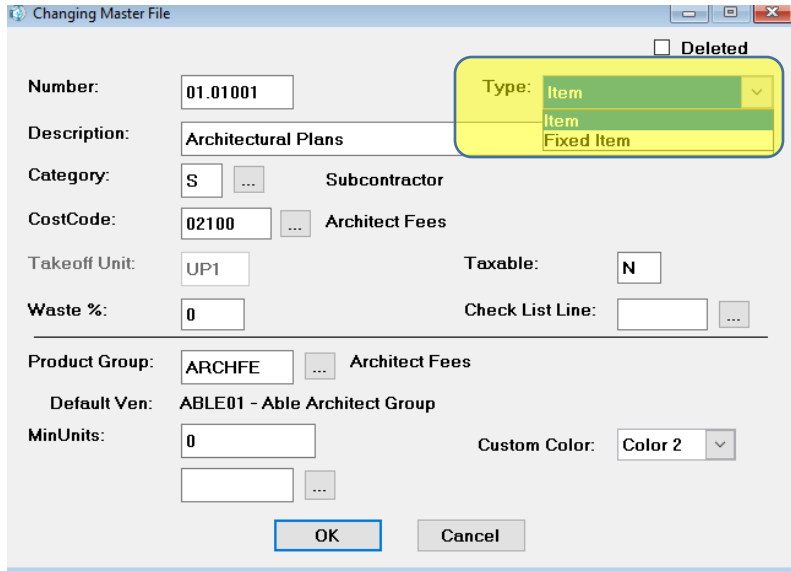 Changing Master File
Deleted
Number: 01.01001 Type: Item
Item
Fixed Item
Description: Architectural Plans
Category: S ... Subcontractor
CostCode: 02100 ... Architect Fees
Takeoff Unit: UP1 Taxable: N
Waste %: 0 Check List Line: ...
Product Group: ARCHFE ... Architect Fees
Default Ven: ABLE01 - Able Architect Group
MinUnits: 0 Custom Color: Color 2
...
OK Cancel